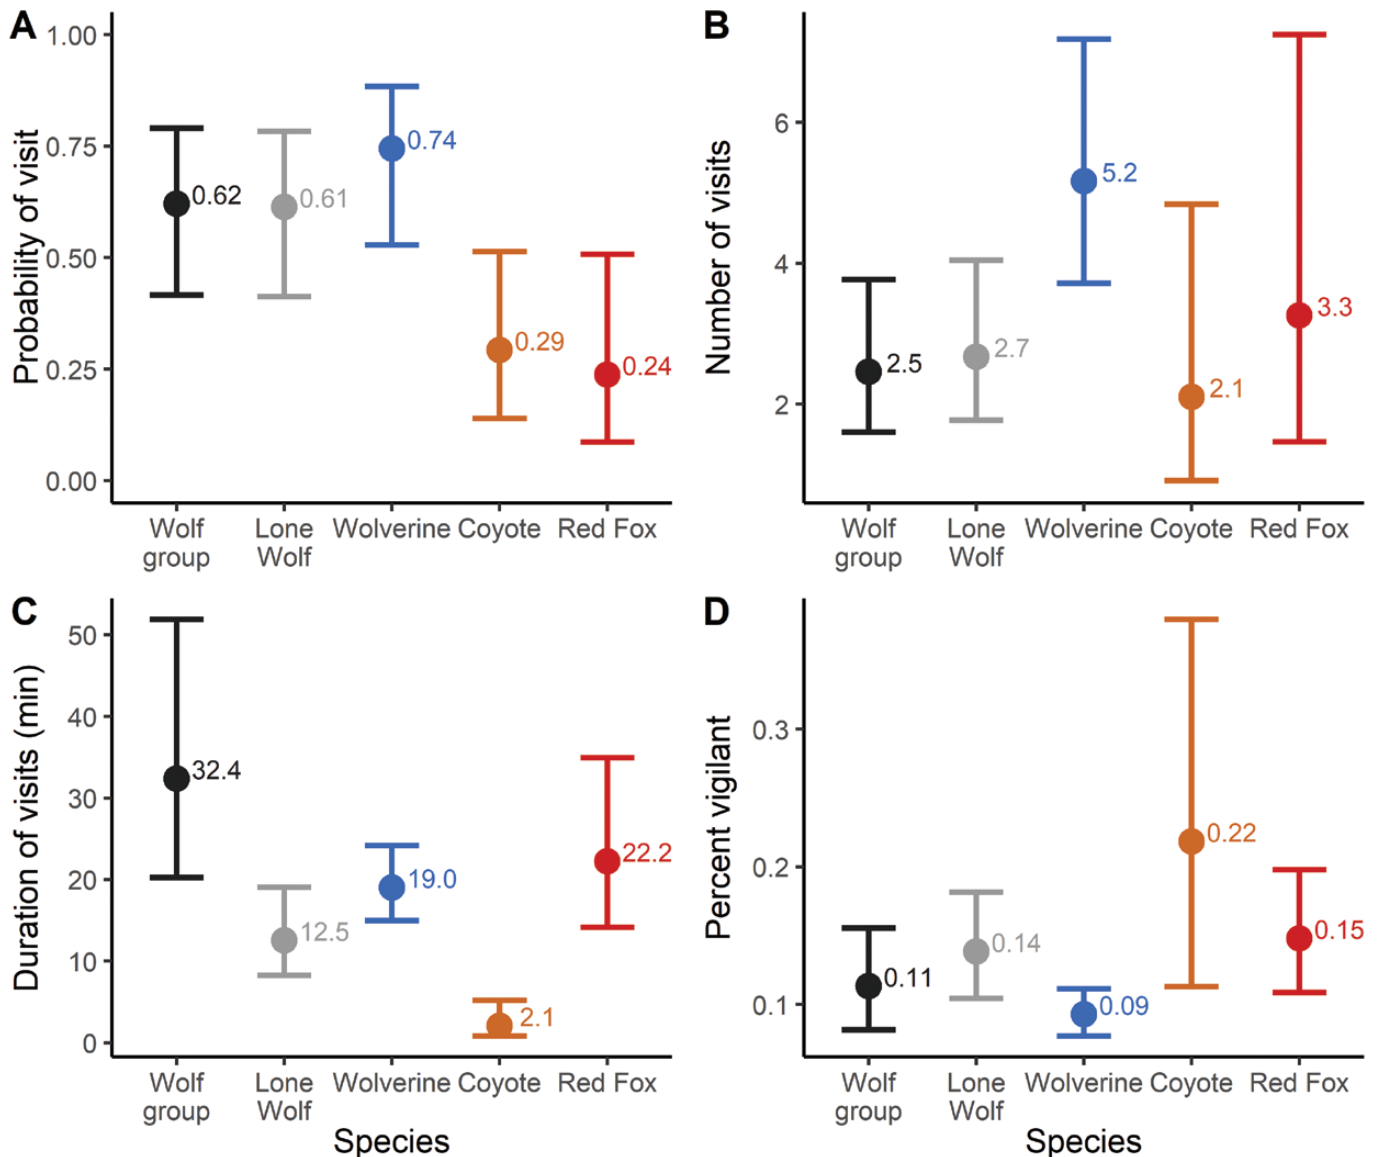 A
Probability of visit
1.00
0.75
0.50
0.25
0.00
0.62
0.61
0.74
0.29
0.24
Wolf group
Lone Wolf
Wolverine
Coyote
Red Fox
B
Number of visits
6
4
2
2.5
2.7
5.2
2.1
3.3
Wolf group
Lone Wolf
Wolverine
Coyote
Red Fox
C
Duration of visits (min)
50
40
30
20
10
0
32.4
12.5
19.0
2.1
22.2
Wolf group
Lone Wolf
Wolverine
Coyote
Red Fox
Species
D
Percent vigilant
0.3
0.2
0.1
0.11
0.14
0.09
0.22
0.15
Wolf group
Lone Wolf
Wolverine
Coyote
Red Fox
Species